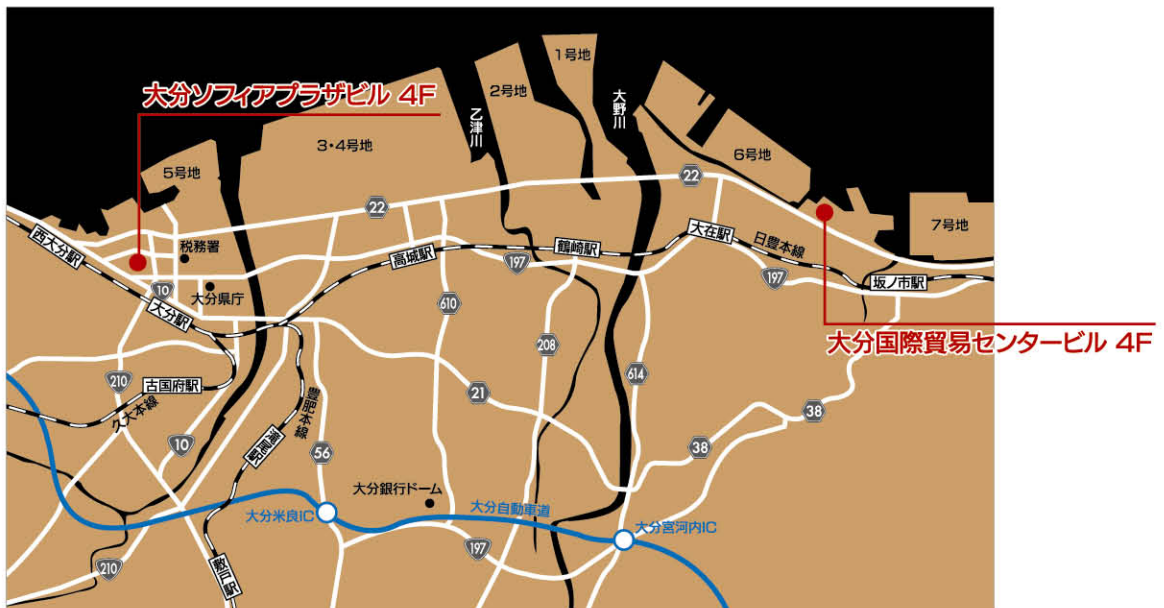 大分ソフィアプラザビル 4F
1号地
2号地
3・4号地
5号地
6号地
7号地
乙津川
大野川
22
22
税務署
大分県庁
西大分駅
大分駅
高城駅
鶴崎駅
大在駅
日豊本線
坂ノ市駅
197
197
10
610
208
614
大分国際貿易センタービル 4F
210
古国府駅
久大本線
豊肥本線
滝尾駅
21
38
38
10
56
大分銀行ドーム
大分米良IC
大分自動車道
大分宮河内IC
197
210
敷戸駅